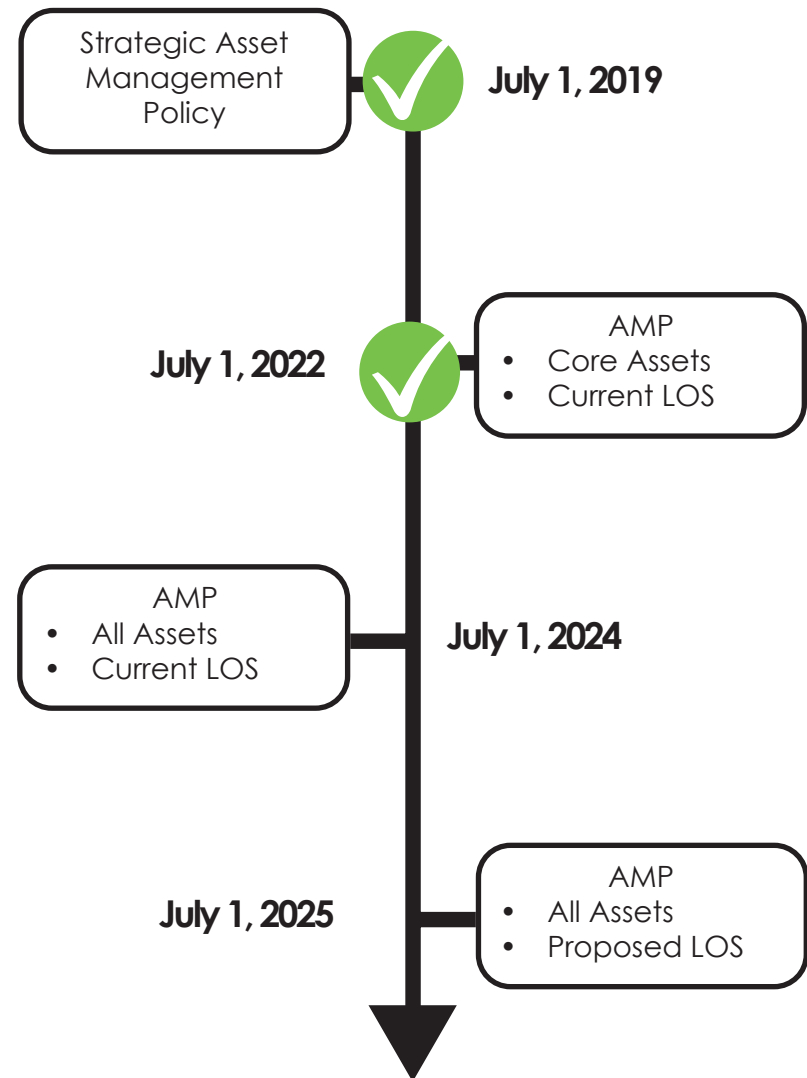 Strategic Asset
Management
Policy
July 1, 2019
July 1, 2022
AMP
• Core Assets
• Current LOS
AMP
• All Assets
• Current LOS
July 1, 2024
July 1, 2025
AMP
• All Assets
• Proposed LOS